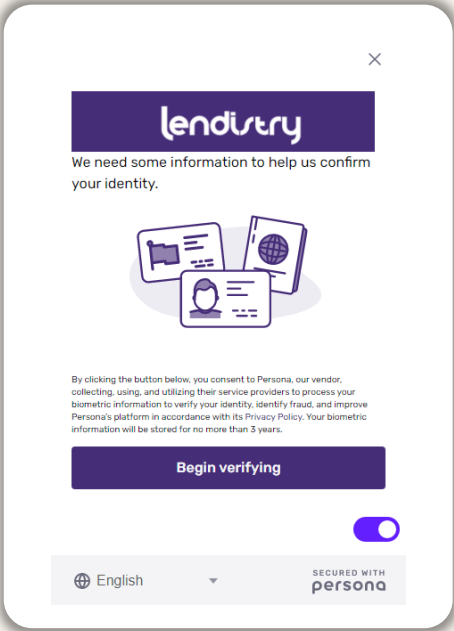 lendistry
We need some information to help us confirm
your identity.
By clicking the button below, you consent to Persona, our vendor,
collecting, using, and utilizing their service providers to process your
biometric information to verify your identity, identify fraud, and improve
Persona's platform in accordance with its Privacy Policy. Your biometric
information will be stored for no more than 3 years.
Begin verifying
English
SECURED WITH
persona